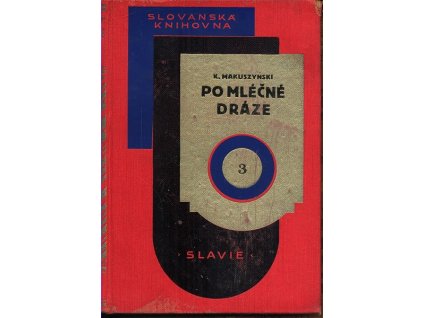 SLOVANSKÁ
KNIHOVNA
K. MAKUSZYNSKI
PO MLÉČNÉ
DRÁZE
3
SLAVIE